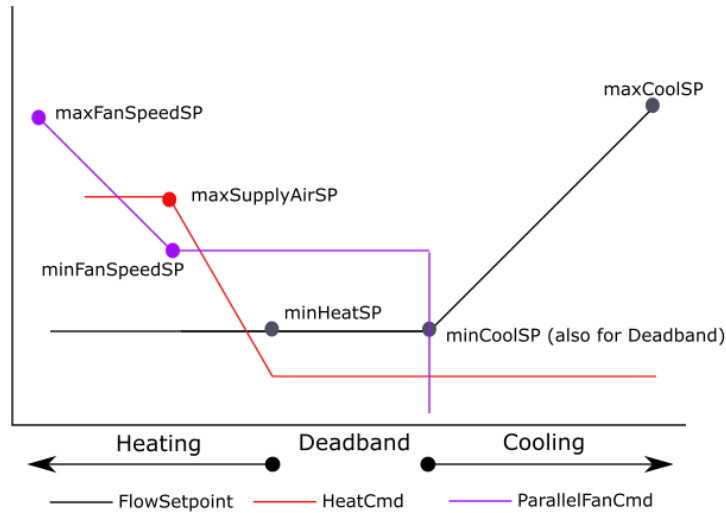 maxCoolSP
maxFanSpeedSP
maxSupplyAirSP
minFanSpeedSP
minHeatSP
minCoolSP (also for Deadband)
Heating
Deadband
Cooling
FlowSetpoint
HeatCmd
ParallelFanCmd